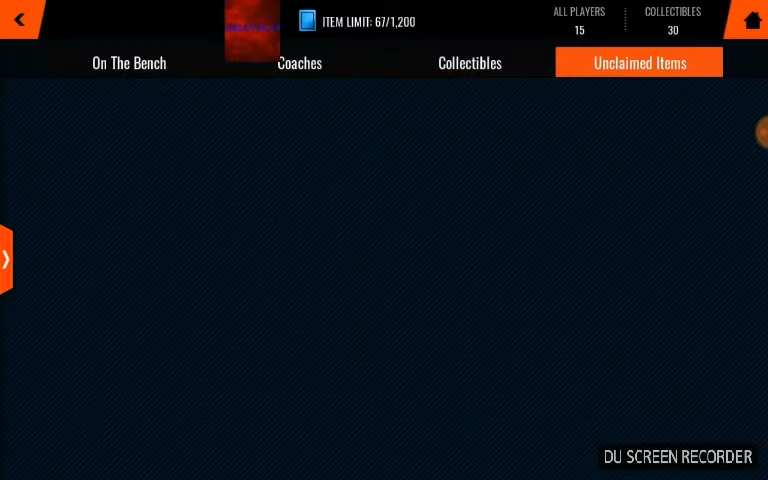 ITEM LIMIT: 67/1,200
ALL PLAYERS
15
COLLECTIBLES
30
On The Bench
Coaches
Collectibles
Unclaimed Items
DU SCREEN RECORDER